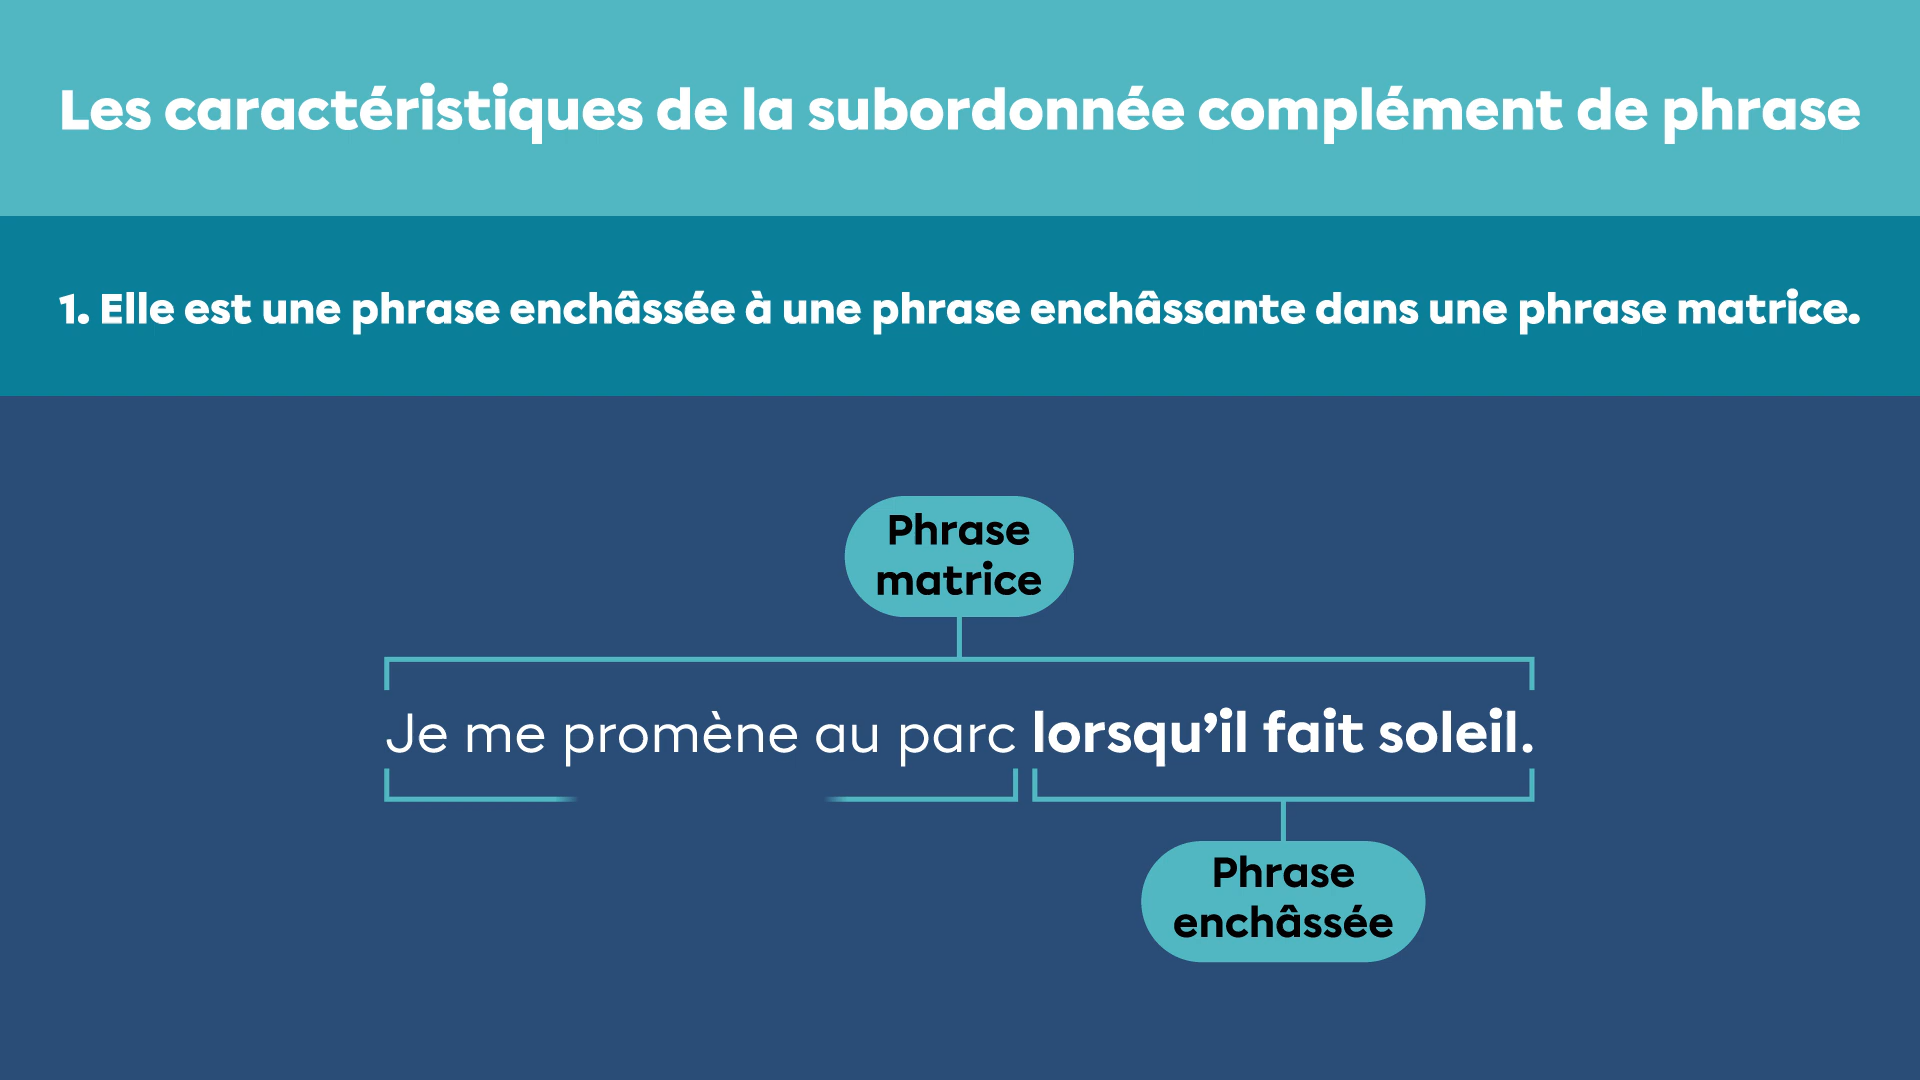 Les caractéristiques de la subordonnée complément de phrase
1. Elle est une phrase enchâssée à une phrase enchâssante dans une phrase matrice.
Phrase
matrice
Je me promène au parc lorsqu’il fait soleil.
Phrase
enchâssée